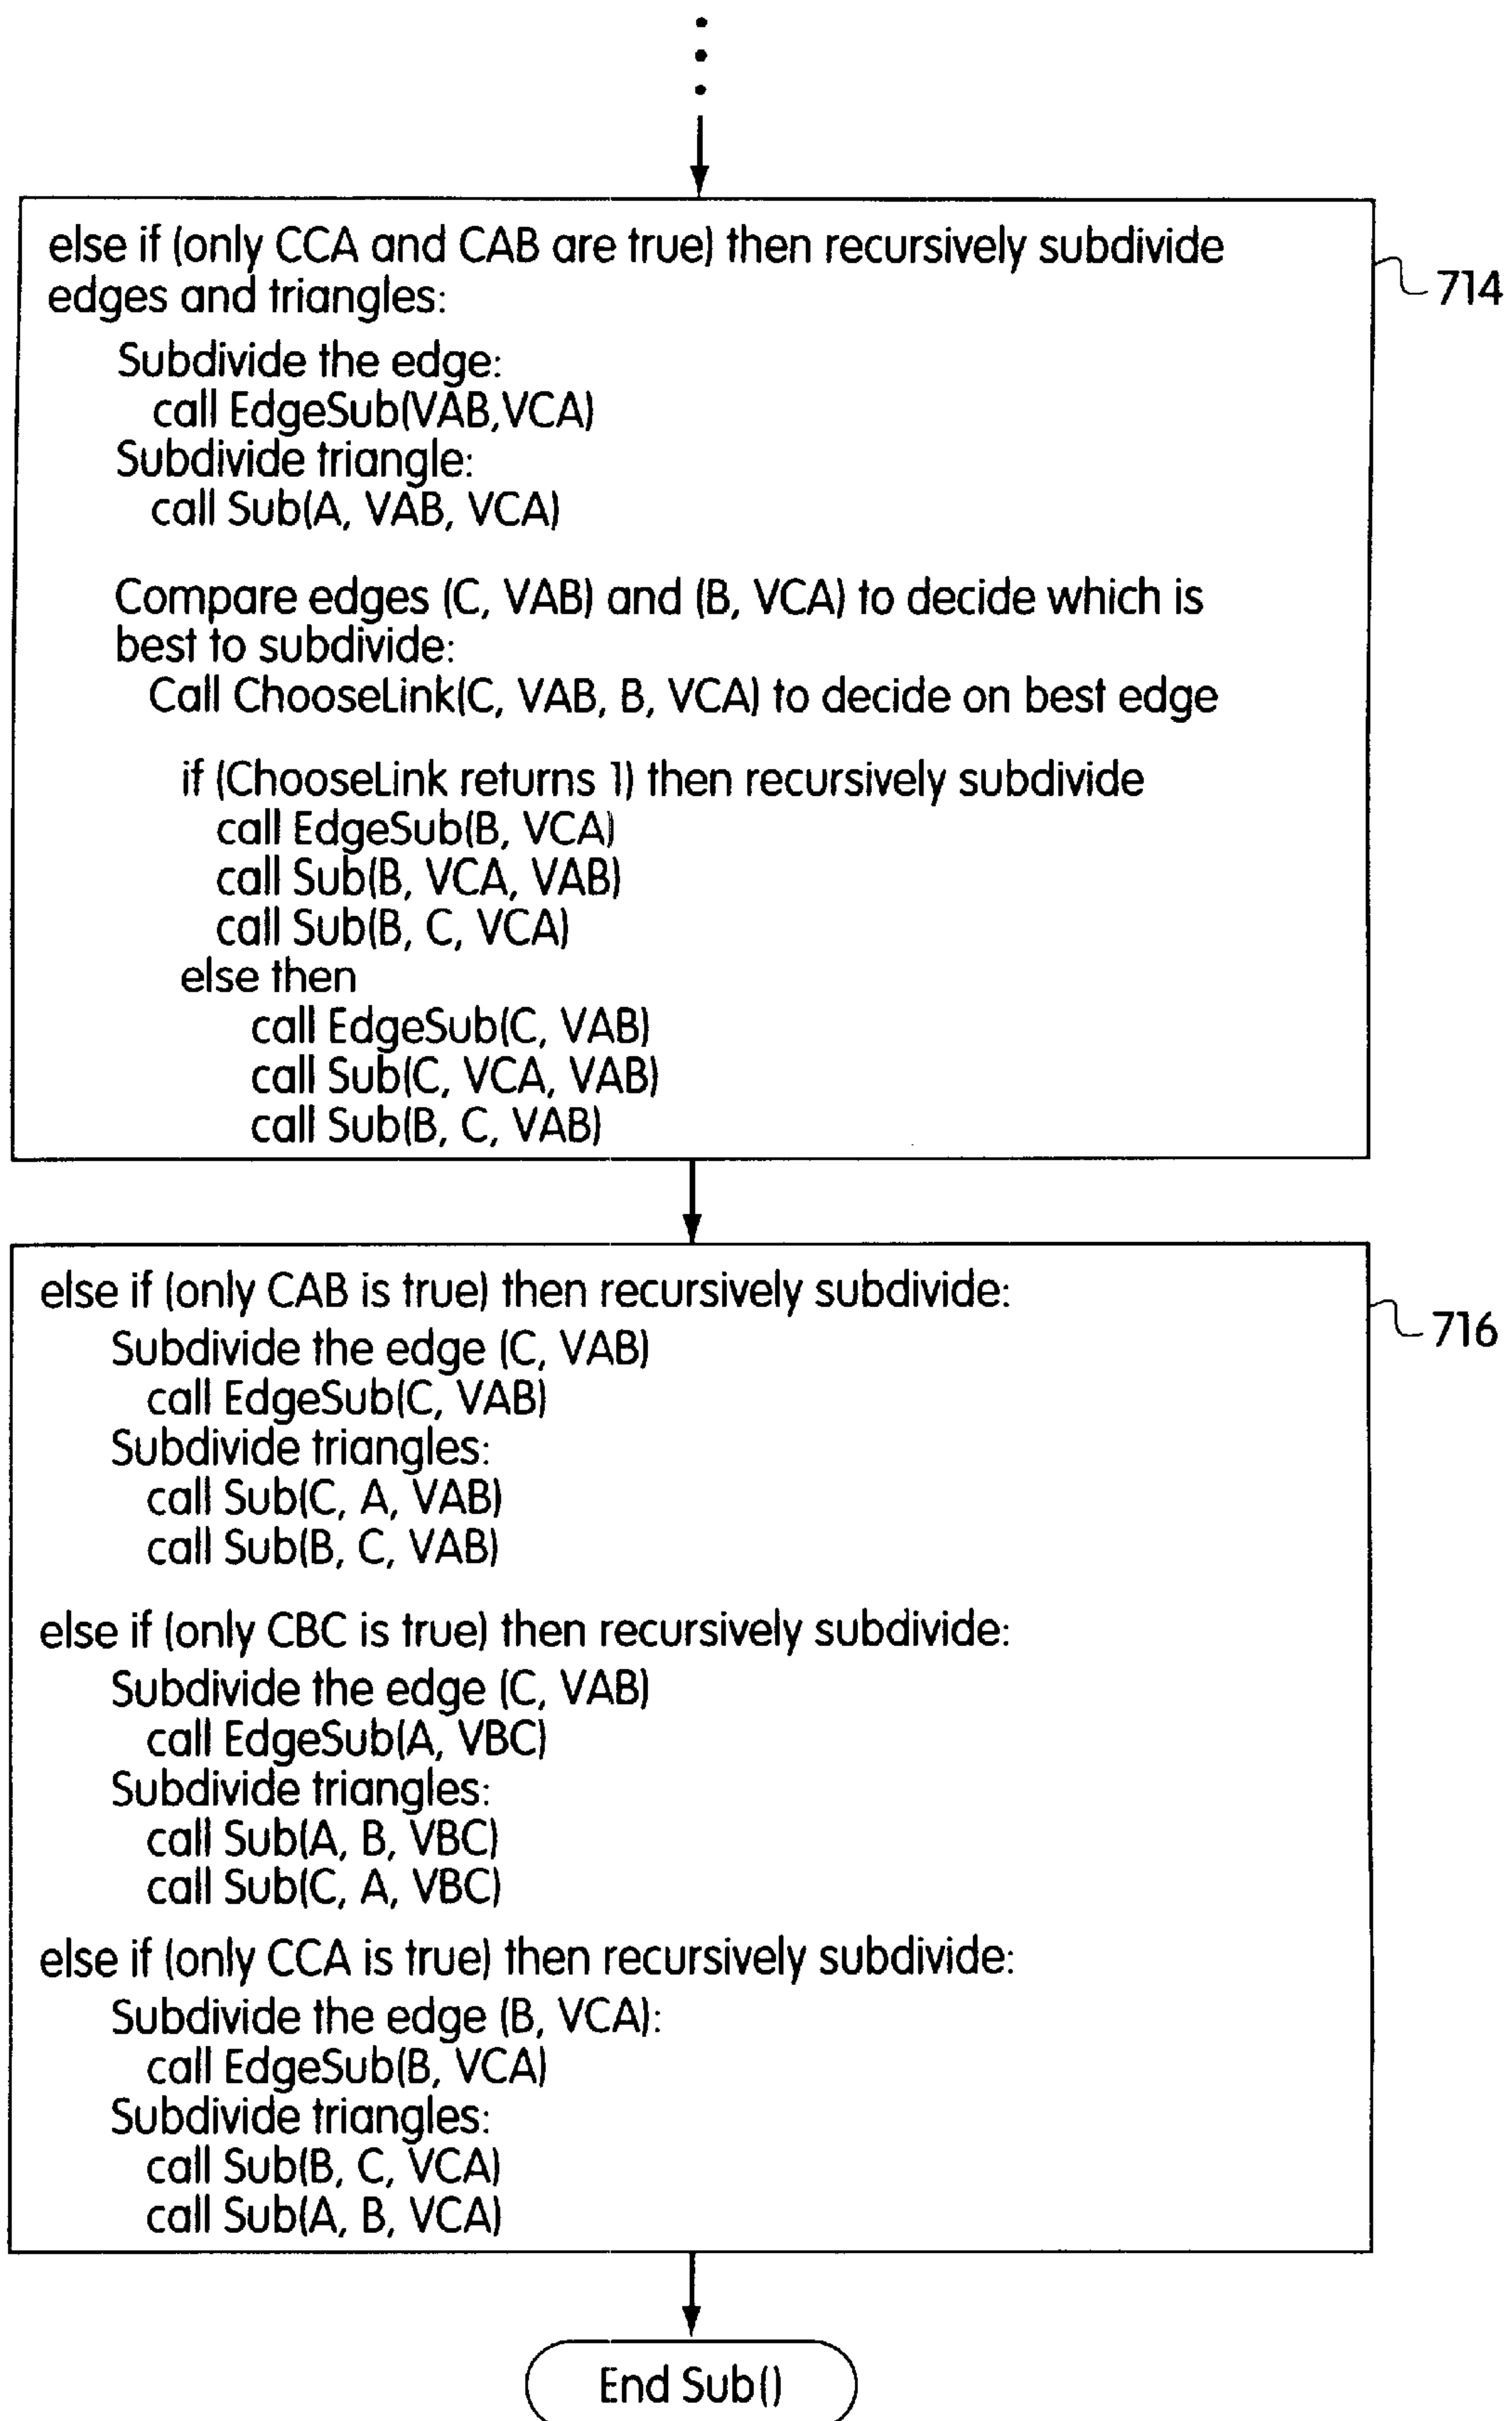 else if (only CCA and CAB are true) then recursively subdivide
edges and triangles:
714
Subdivide the edge:
call EdgeSub(VAB,VCA)
Subdivide triangle:
call Sub(A, VAB, VCA)
Compare edges (C, VAB) and (B, VCA) to decide which is
best to subdivide:
Call ChooseLink(C, VAB, B, VCA) to decide on best edge
if (ChooseLink returns 1) then recursively subdivide
call EdgeSub(B, VCA)
call Sub(B, VCA, VAB)
call Sub(B, C, VCA)
else then
call EdgeSub(C, VAB)
call Sub(C, VCA, VAB)
call Sub(B, C, VAB)
else if (only CAB is true) then recursively subdivide:
716
Subdivide the edge (C, VAB)
call EdgeSub(C, VAB)
Subdivide triangles:
call Sub(C, A, VAB)
call Sub(B, C, VAB)
else if (only CBC is true) then recursively subdivide:
Subdivide the edge (C, VAB)
call EdgeSub(A, VBC)
Subdivide triangles:
call Sub(A, B, VBC)
call Sub(C, A, VBC)
else if (only CCA is true) then recursively subdivide:
Subdivide the edge (B, VCA):
call EdgeSub(B, VCA)
Subdivide triangles:
call Sub(B, C, VCA)
call Sub(A, B, VCA)
End Sub()